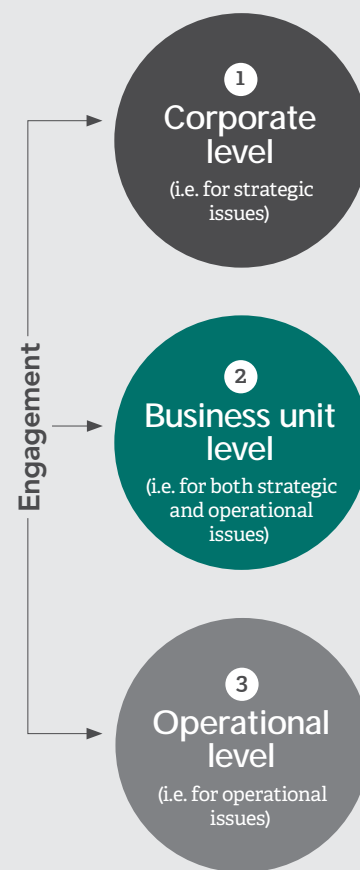 Engagement
1
Corporate
level
(i.e. for strategic
issues)
2
Business unit
level
(i.e. for both strategic
and operational
issues)
3
Operational
level
(i.e. for operational
issues)